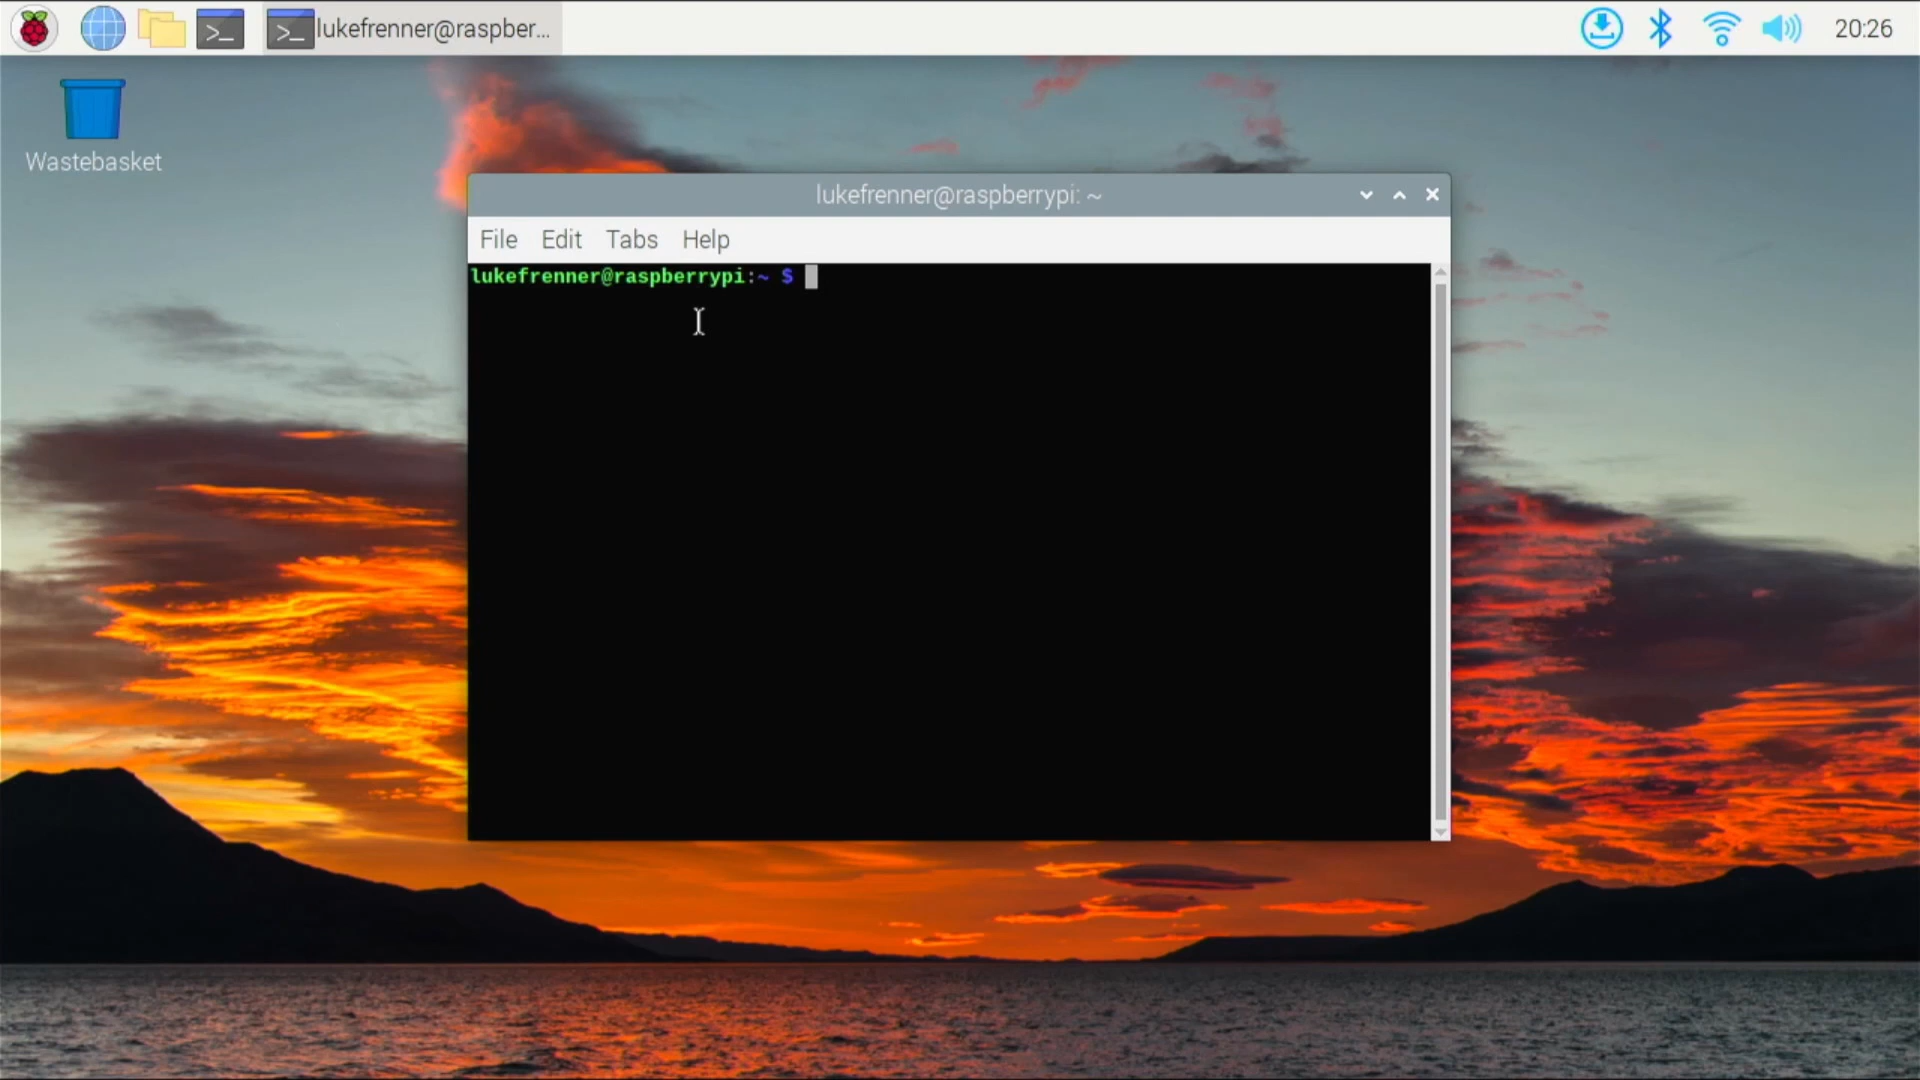 lukefrenner@raspber...
20:26
Wastebasket
lukefrenner@raspberrypi: ~
File Edit Tabs Help
lukefrenner@raspberrypi:~ $